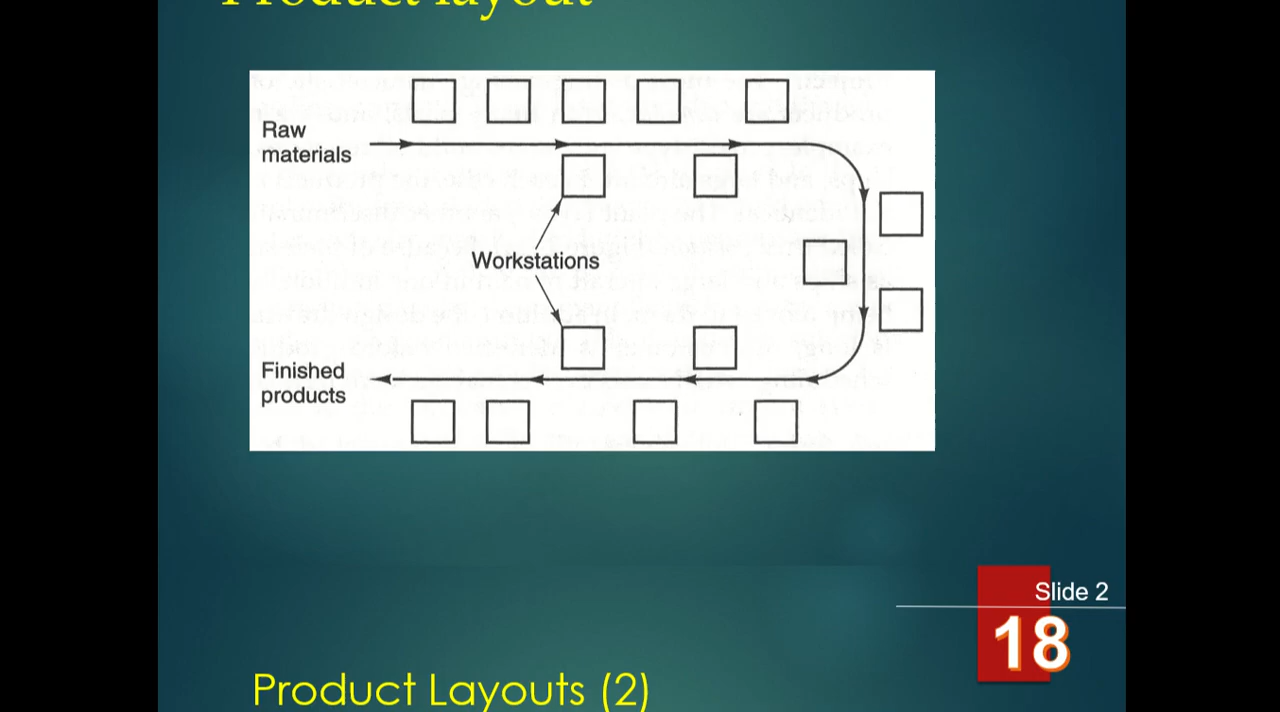 Product layout
Raw
materials
Workstations
Finished
products
Slide 2
18
Product Layouts (2)